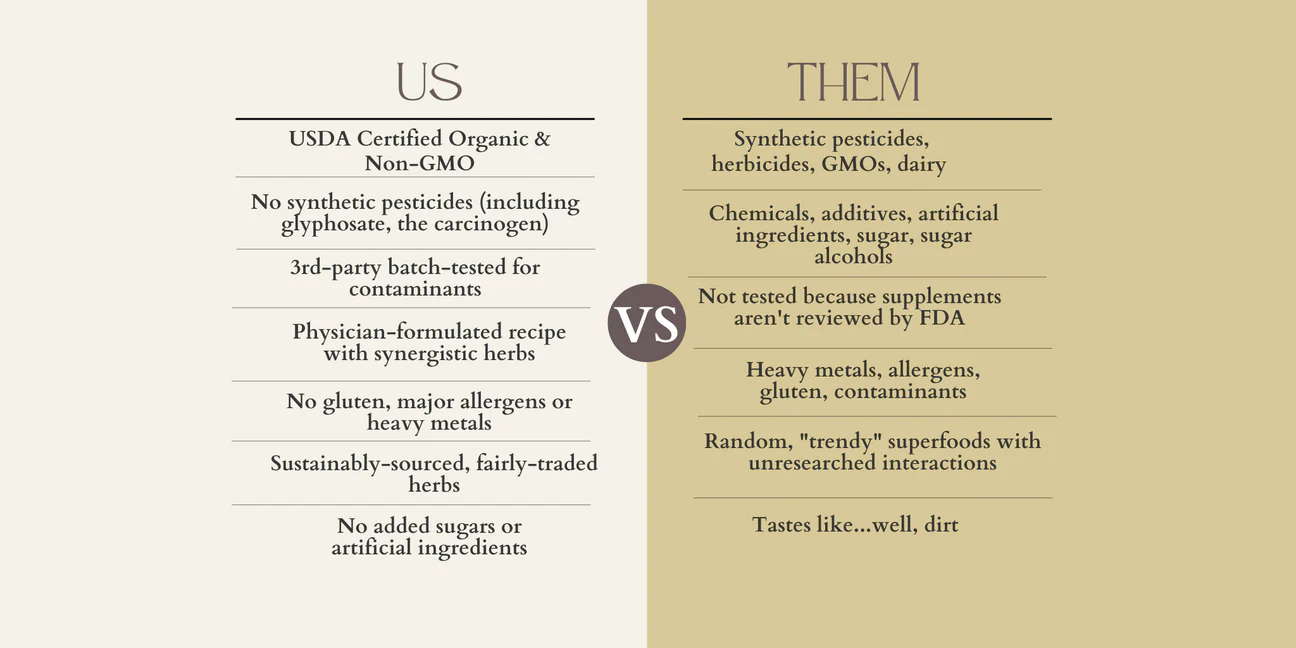 US
USDA Certified Organic &
Non-GMO
No synthetic pesticides (including
glyphosate, the carcinogen)
3rd-party batch-tested for
contaminants
Physician-formulated recipe
with synergistic herbs
No gluten, major allergens or
heavy metals
Sustainably-sourced, fairly-traded
herbs
No added sugars or
artificial ingredients
VS
THEM
Synthetic pesticides,
herbicides, GMOs, dairy
Chemicals, additives, artificial
ingredients, sugar, sugar
alcohols
Not tested because supplements
aren't reviewed by FDA
Heavy metals, allergens,
gluten, contaminants
Random, "trendy" superfoods with
unresearched interactions
Tastes like...well, dirt